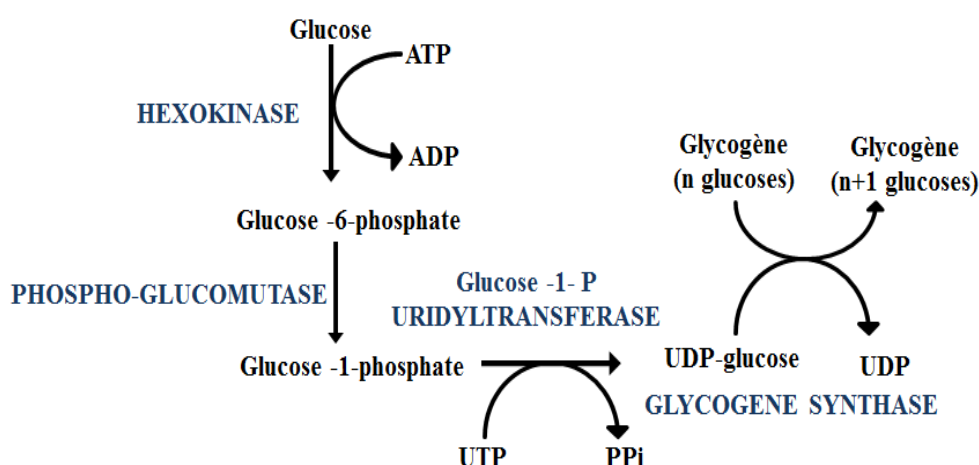 Glucose
ATP
HEXOKINASE
ADP
Glucose -6-phosphate
PHOSPHO-GLUCOMUTASE
Glucose -1-phosphate
Glucose -1- P
URIDYLTRANSFERASE
UTP
PPi
Glycogène
(n glucoses)
Glycogène
(n+1 glucoses)
UDP-glucose
UDP
GLYCOGENE SYNTHASE